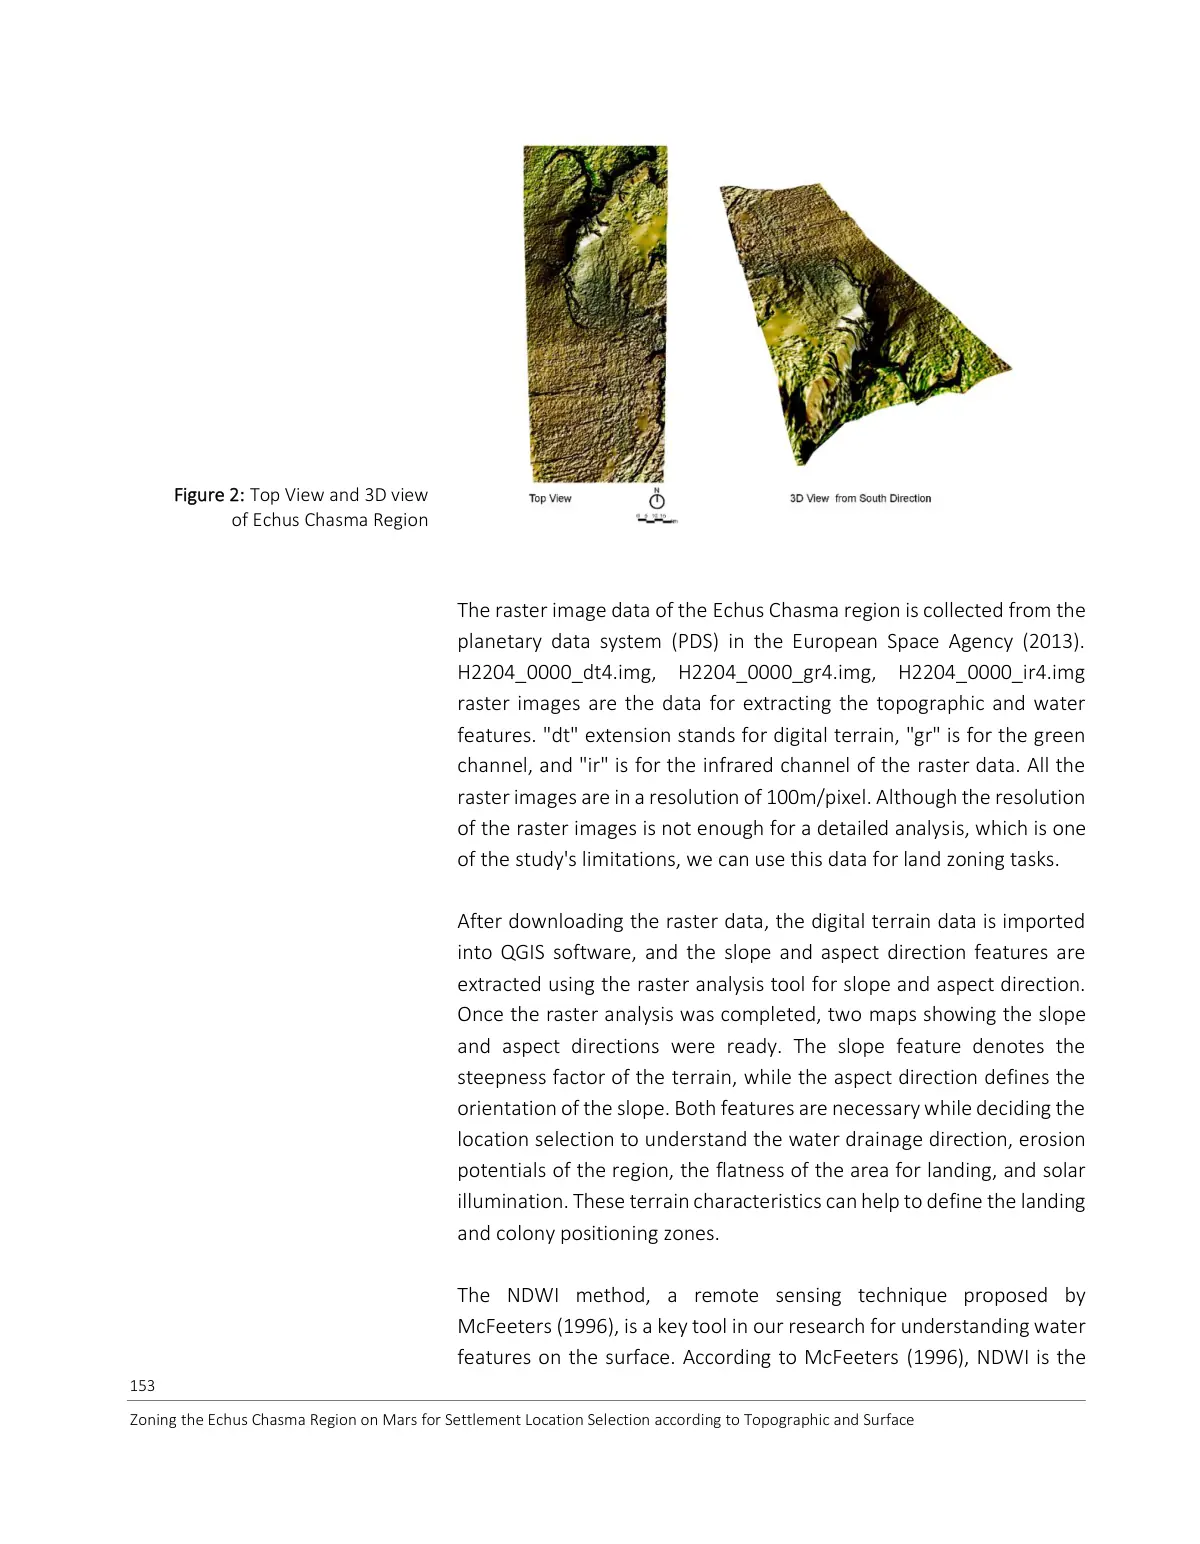 Top View
N
3D View from South Direction
Figure 2: Top View and 3D view
of Echus Chasma Region
The raster image data of the Echus Chasma region is collected from the
planetary data system (PDS) in the European Space Agency (2013).
H2204_0000_dt4.img, H2204_0000_gr4.img, H2204_0000_ir4.img
raster images are the data for extracting the topographic and water
features. "dt" extension stands for digital terrain, "gr" is for the green
channel, and "ir" is for the infrared channel of the raster data. All the
raster images are in a resolution of 100m/pixel. Although the resolution
of the raster images is not enough for a detailed analysis, which is one
of the study's limitations, we can use this data for land zoning tasks.
After downloading the raster data, the digital terrain data is imported
into QGIS software, and the slope and aspect direction features are
extracted using the raster analysis tool for slope and aspect direction.
Once the raster analysis was completed, two maps showing the slope
and aspect directions were ready. The slope feature denotes the
steepness factor of the terrain, while the aspect direction defines the
orientation of the slope. Both features are necessary while deciding the
location selection to understand the water drainage direction, erosion
potentials of the region, the flatness of the area for landing, and solar
illumination. These terrain characteristics can help to define the landing
and colony positioning zones.
The NDWI method, a remote sensing technique proposed by
McFeeters (1996), is a key tool in our research for understanding water
features on the surface. According to McFeeters (1996), NDWI is the
153
Zoning the Echus Chasma Region on Mars for Settlement Location Selection according to Topographic and Surface